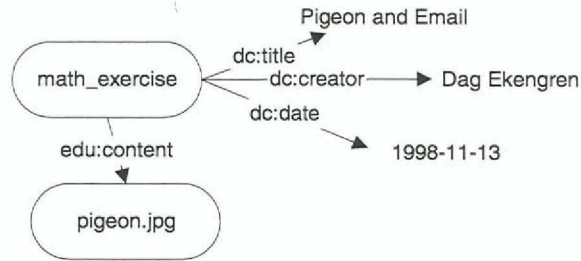 Pigeon and Email
dc:title
math_exercise
dc:creator
Dag Ekengren
dc:date
1998-11-13
edu:content
pigeon.jpg